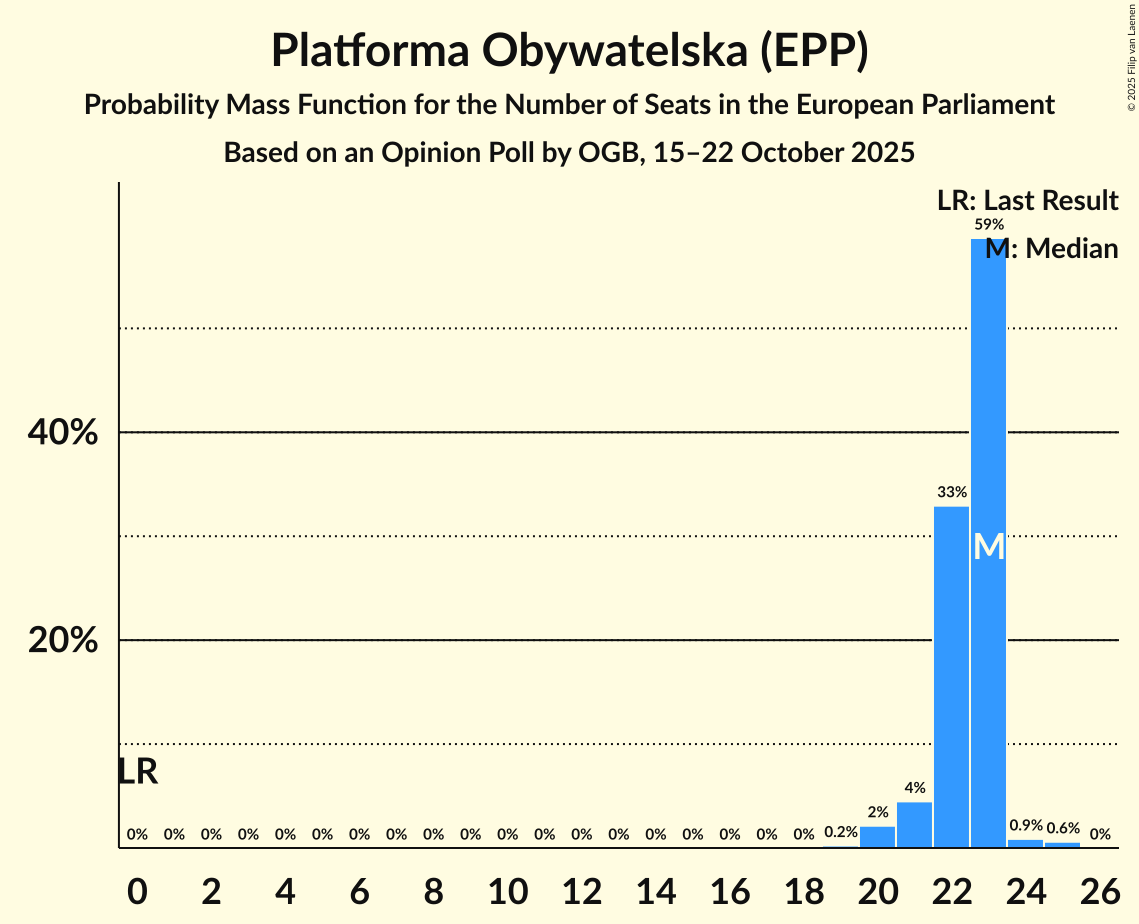 Platforma Obywatelska (EPP)
Probability Mass Function for the Number of Seats in the European Parliament
Based on an Opinion Poll by OGB, 15–22 October 2025
© 2025 Filip van Laenen
LR: Last Result
59%
M: Median
40%
33%
M
20%
LR
4%
2%
0% 0% 0% 0% 0% 0% 0% 0% 0% 0% 0% 0% 0% 0% 0% 0% 0% 0% 0% 0.2% 0.9% 0.6% 0%
0 2 4 6 8 10 12 14 16 18 20 22 24 26